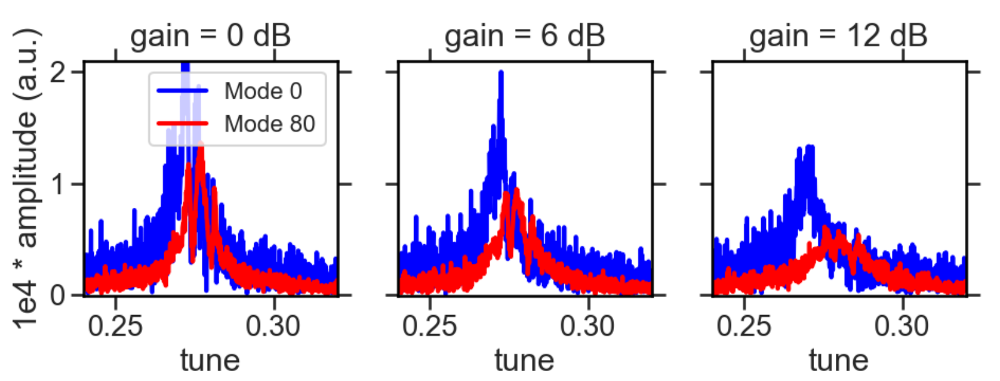 gain = 0 dB
gain = 6 dB
gain = 12 dB
1e4 * amplitude (a.u.)
2
1
0
Mode 0
Mode 80
0.25
0.30
0.25
0.30
0.25
0.30
tune
tune
tune